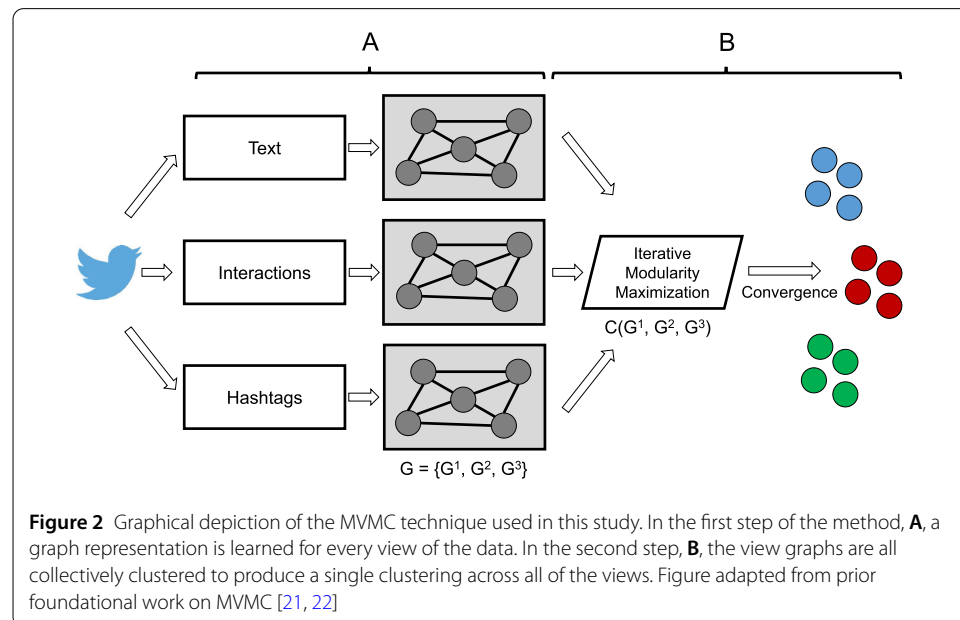 A
B
Text
Interactions
Hashtags
Iterative
Modularity
Maximization
C(G¹, G², G³)
Convergence
G = {G¹, G², G³}
Figure 2 Graphical depiction of the MVMC technique used in this study. In the first step of the method, A, a
graph representation is learned for every view of the data. In the second step, B, the view graphs are all
collectively clustered to produce a single clustering across all of the views. Figure adapted from prior
foundational work on MVMC [21, 22]